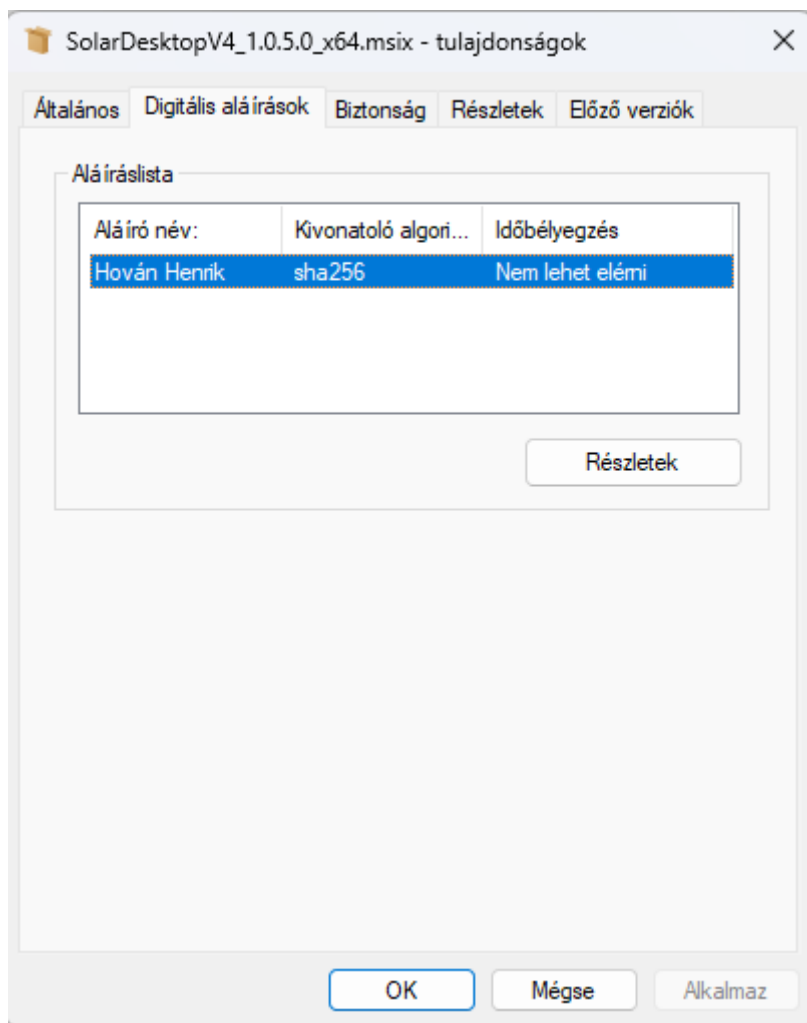 SolarDesktopV4_1.0.5.0_x64.msix - tulajdonságok
Általános Digitális aláírások Biztonság Részletek Előző verziók
Aláíráslista
Aláíró név: Kivonatoló algori... Időbélyegzés
Hován Henrik sha256 Nem lehet elérni
Részletek
OK Mégse Alkalmaz